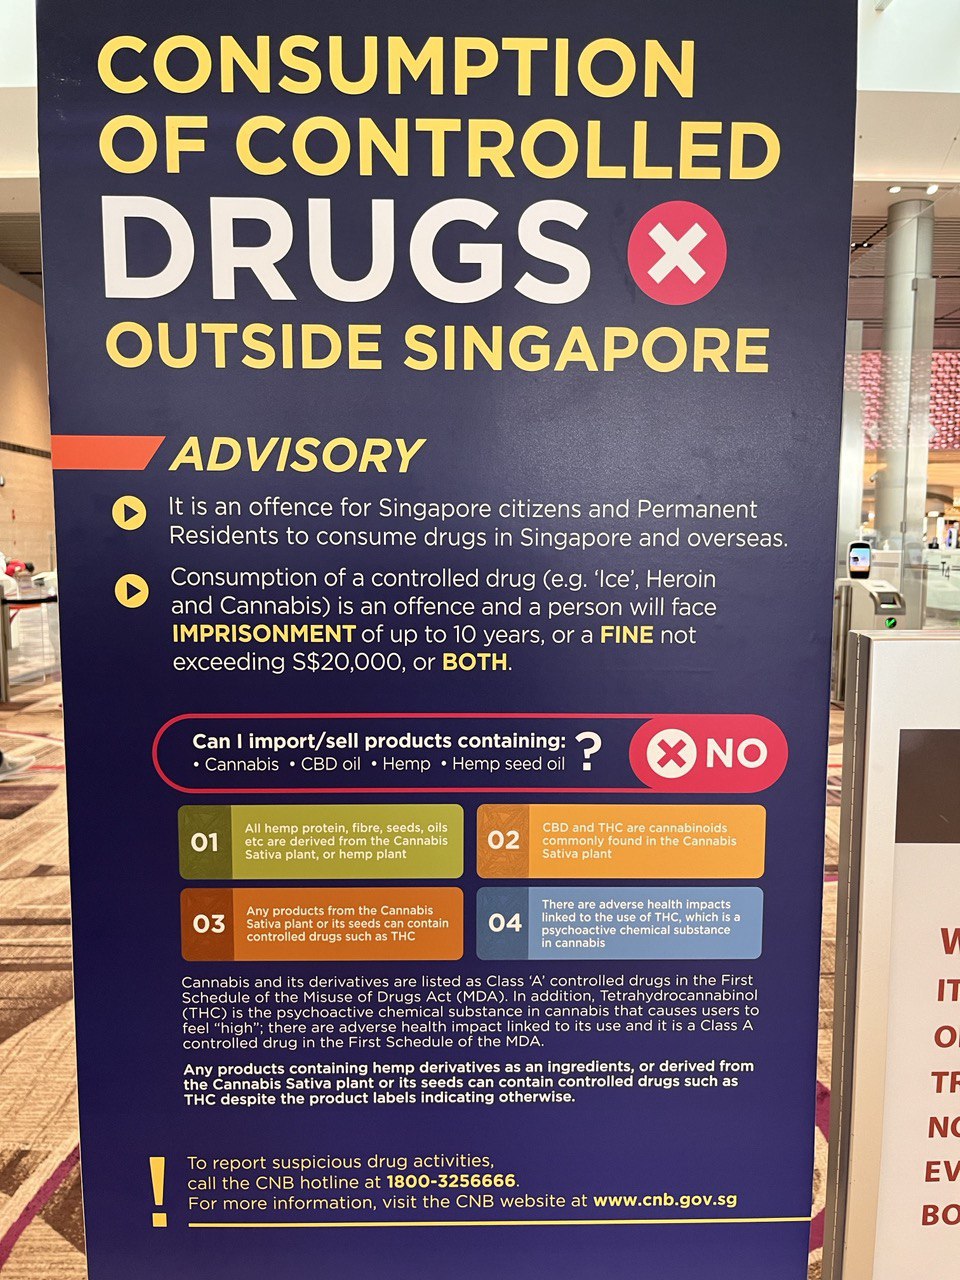 CONSUMPTION
OF CONTROLLED
DRUGS
OUTSIDE SINGAPORE
ADVISORY
It is an offence for Singapore citizens and Permanent
Residents to consume drugs in Singapore and overseas.
Consumption of a controlled drug (e.g. ‘Ice’, Heroin
and Cannabis) is an offence and a person will face
IMPRISONMENT of up to 10 years, or a FINE not
exceeding S$20,000, or BOTH.
Can I import/sell products containing:
• Cannabis • CBD oil • Hemp • Hemp seed oil
?
NO
01
All hemp protein, fibre, seeds, oils
etc are derived from the Cannabis
Sativa plant, or hemp plant
02
CBD and THC are cannabinoids
commonly found in the Cannabis
Sativa plant
03
Any products from the Cannabis
Sativa plant or its seeds can contain
controlled drugs such as THC
04
There are adverse health impacts
linked to the use of THC, which is a
psychoactive chemical substance
in cannabis
Cannabis and its derivatives are listed as Class ‘A’ controlled drugs in the First
Schedule of the Misuse of Drugs Act (MDA). In addition, Tetrahydrocannabinol
(THC) is the psychoactive chemical substance in cannabis that causes users to
feel “high”; there are adverse health impact linked to its use and it is a Class A
controlled drug in the First Schedule of the MDA.
Any products containing hemp derivatives as an ingredients, or derived from
the Cannabis Sativa plant or its seeds can contain controlled drugs such as
THC despite the product labels indicating otherwise.
!
To report suspicious drug activities,
call the CNB hotline at 1800-3256666.
For more information, visit the CNB website at www.cnb.gov.sg
T4
W
IT
O
TR
NO
EV
BO